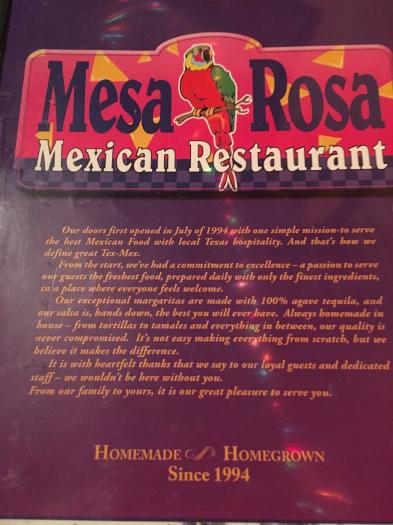 Mesa Rosa
Mexican Restaurant
Our doors first opened in July of 1994 with one simple mission-to serve
the best Mexican Food with local Texas hospitality. And that's how we
define great Tex-Mex.
From the start, we've had a commitment to excellence – a passion to serve
our guests the freshest food, prepared daily with only the finest ingredients,
in a place where everyone feels welcome.
Our exceptional margaritas are made with 100% agave tequila, and
our salsa is, hands down, the best you will ever have. Always homemade in
house – from tortillas to tamales and everything in between, our quality is
never compromised. It's not easy making everything from scratch, but we
believe it makes the difference.
It is with heartfelt thanks that we say to our loyal guests and dedicated
staff – we wouldn't be here without you.
From our family to yours, it is our great pleasure to serve you.
HOMEMADE HOMEGROWN
Since 1994